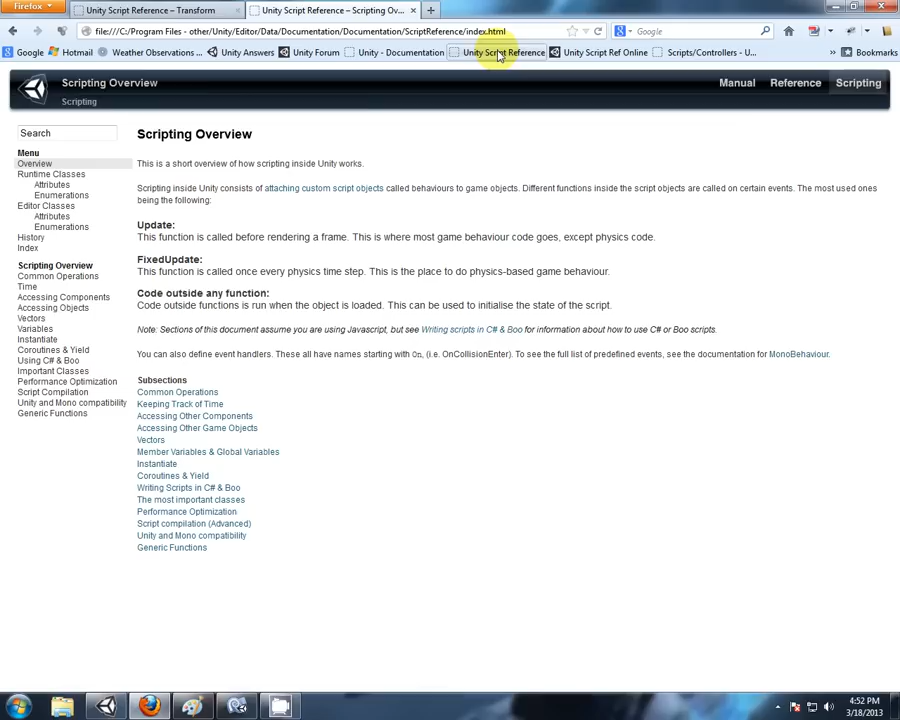 Firefox
Unity Script Reference – Transform
Unity Script Reference – Scripting Ov...
file:///C:/Program Files - other/Unity/Editor/Data/Documentation/Documentation/ScriptReference/index.html
Google
Google
Hotmail
Weather Observations ...
Unity Answers
Unity Forum
Unity - Documentation
Unity Script Reference
Unity Script Ref Online
Scripts/Controllers - U...
»
Bookmarks
Scripting Overview
Scripting
Manual
Reference
Scripting
Search
Menu
Overview
Runtime Classes
Attributes
Enumerations
Editor Classes
Attributes
Enumerations
History
Index
Scripting Overview
Common Operations
Time
Accessing Components
Accessing Objects
Vectors
Variables
Instantiate
Coroutines & Yield
Using C# & Boo
Important Classes
Performance Optimization
Script Compilation
Unity and Mono compatibility
Generic Functions
Scripting Overview
This is a short overview of how scripting inside Unity works.
Scripting inside Unity consists of attaching custom script objects called behaviours to game objects. Different functions inside the script objects are called on certain events. The most used ones
being the following:
Update:
This function is called before rendering a frame. This is where most game behaviour code goes, except physics code.
FixedUpdate:
This function is called once every physics time step. This is the place to do physics-based game behaviour.
Code outside any function:
Code outside functions is run when the object is loaded. This can be used to initialise the state of the script.
Note: Sections of this document assume you are using Javascript, but see Writing scripts in C# & Boo for information about how to use C# or Boo scripts.
You can also define event handlers. These all have names starting with On, (i.e. OnCollisionEnter). To see the full list of predefined events, see the documentation for MonoBehaviour.
Subsections
Common Operations
Keeping Track of Time
Accessing Other Components
Accessing Other Game Objects
Vectors
Member Variables & Global Variables
Instantiate
Coroutines & Yield
Writing Scripts in C# & Boo
The most important classes
Performance Optimization
Script compilation (Advanced)
Unity and Mono compatibility
Generic Functions
4:52 PM
3/18/2013